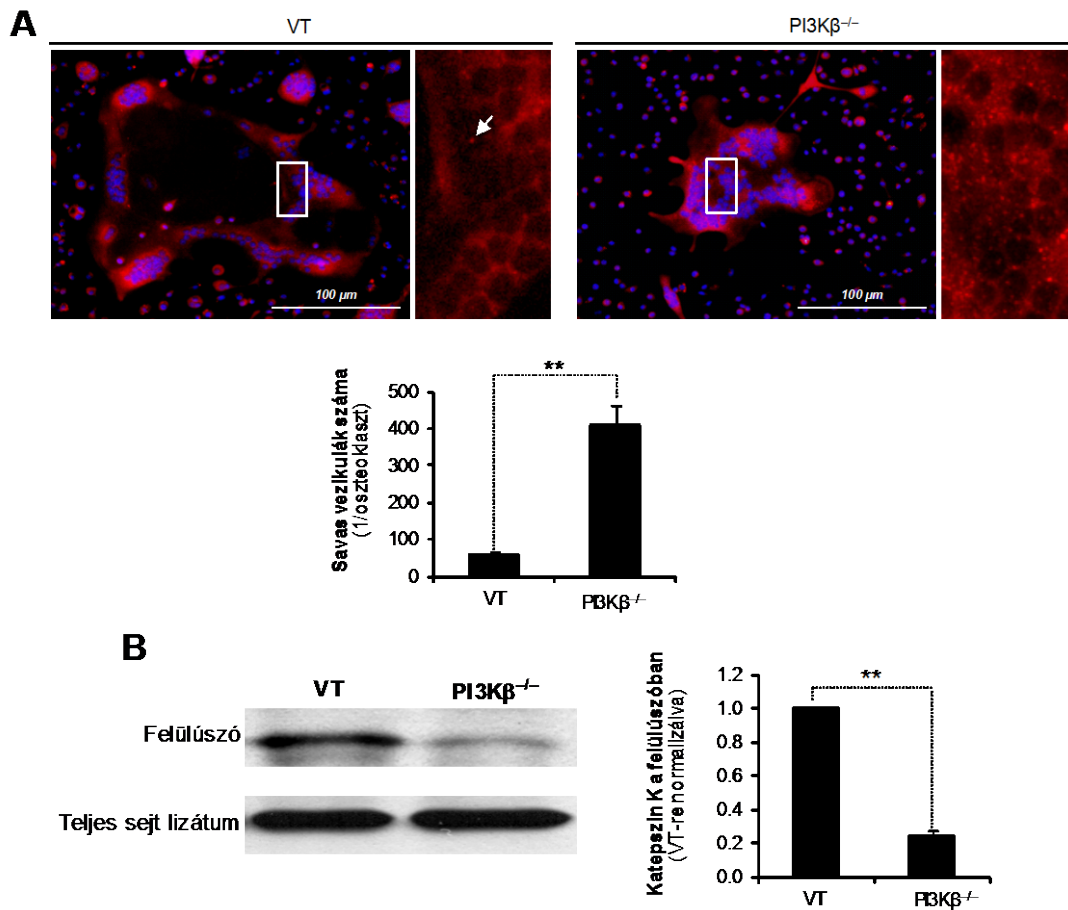 A
VT
PI3Kβ–/–
100 µm
100 µm
Savas vezikulák száma
(1/oszteoklaszt)
500
400
300
200
100
0
**
VT
PI3Kβ–/–
B
VT
PI3Kβ–/–
Felülúszó
Teljes sejt lizátum
Katepszin K a felülúszóban
(VT-re normalizálva)
1.2
1.0
0.8
0.6
0.4
0.2
0.0
**
VT
PI3Kβ–/–